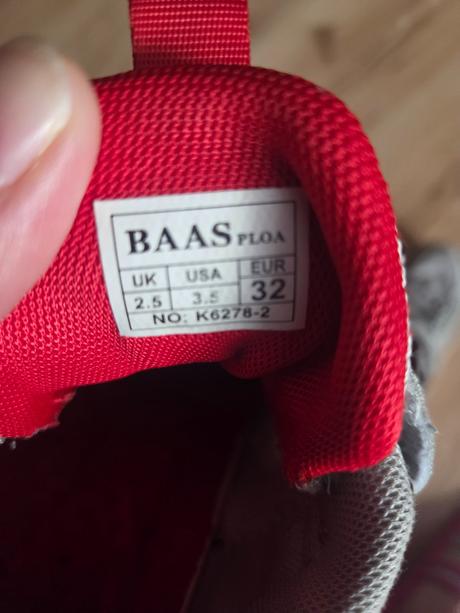 BAAS PLOA
UK USA EUR
2.5 3.5 32
NO: K6278-2